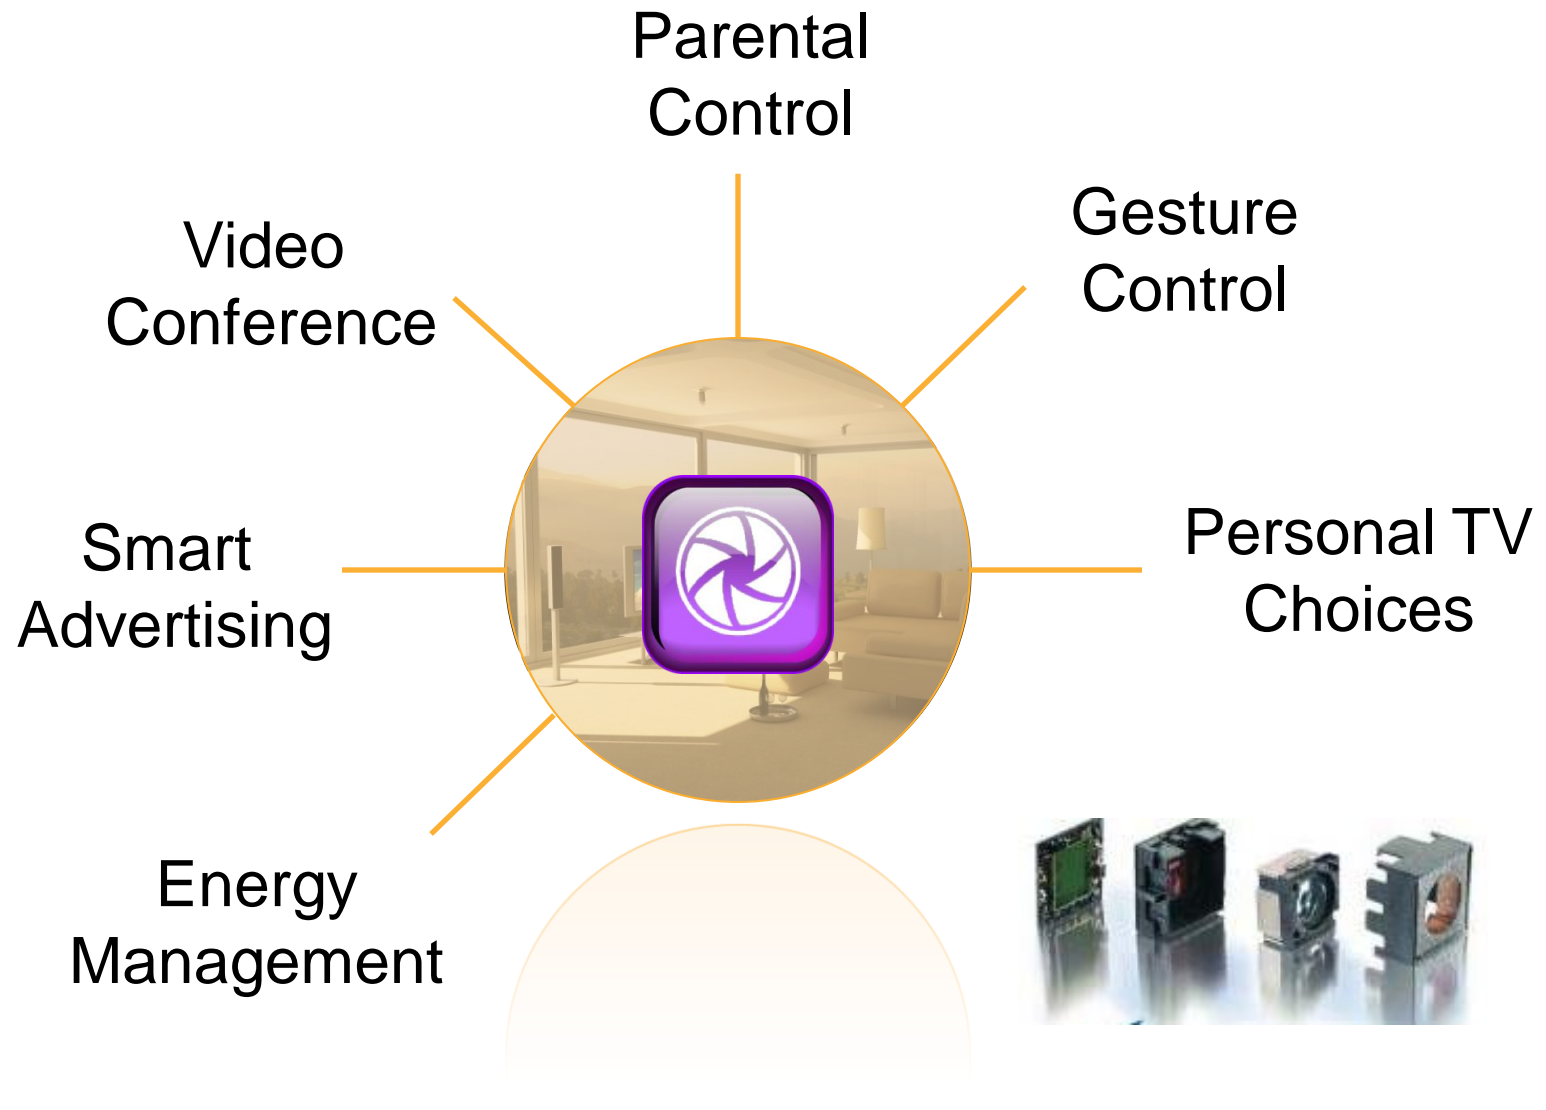 Parental
Control
Gesture
Control
Video
Conference
Personal TV
Choices
Smart
Advertising
Energy
Management